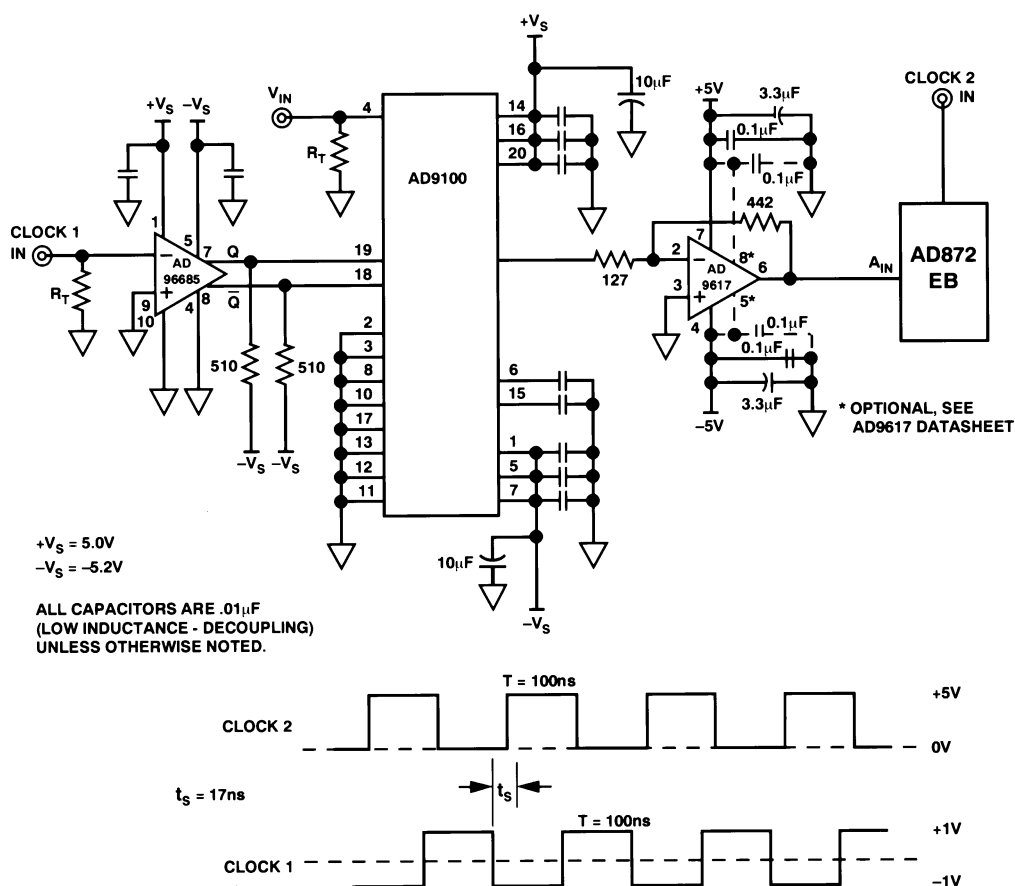 +VS
10µF
CLOCK 2
IN
+VS
–VS
VIN
4
14
16
20
RT
AD9100
+5V
3.3µF
0.1µF
0.1µF
442
CLOCK 1
IN
1
5
7
Q
19
18
–
AD
96685
+
8
Q
9
10
4
RT
127
2
7
–
AD
9617
8*
6
5*
3
+
4
AIN
AD872
EB
2
3
8
10
17
13
12
11
510
510
–VS
–VS
6
15
1
5
7
0.1µF
0.1µF
3.3µF
–5V
* OPTIONAL, SEE
AD9617 DATASHEET
10µF
–VS
+VS = 5.0V
–VS = –5.2V
ALL CAPACITORS ARE .01µF
(LOW INDUCTANCE - DECOUPLING)
UNLESS OTHERWISE NOTED.
T = 100ns
+5V
CLOCK 2
0V
tS = 17ns
tS
T = 100ns
+1V
CLOCK 1
–1V